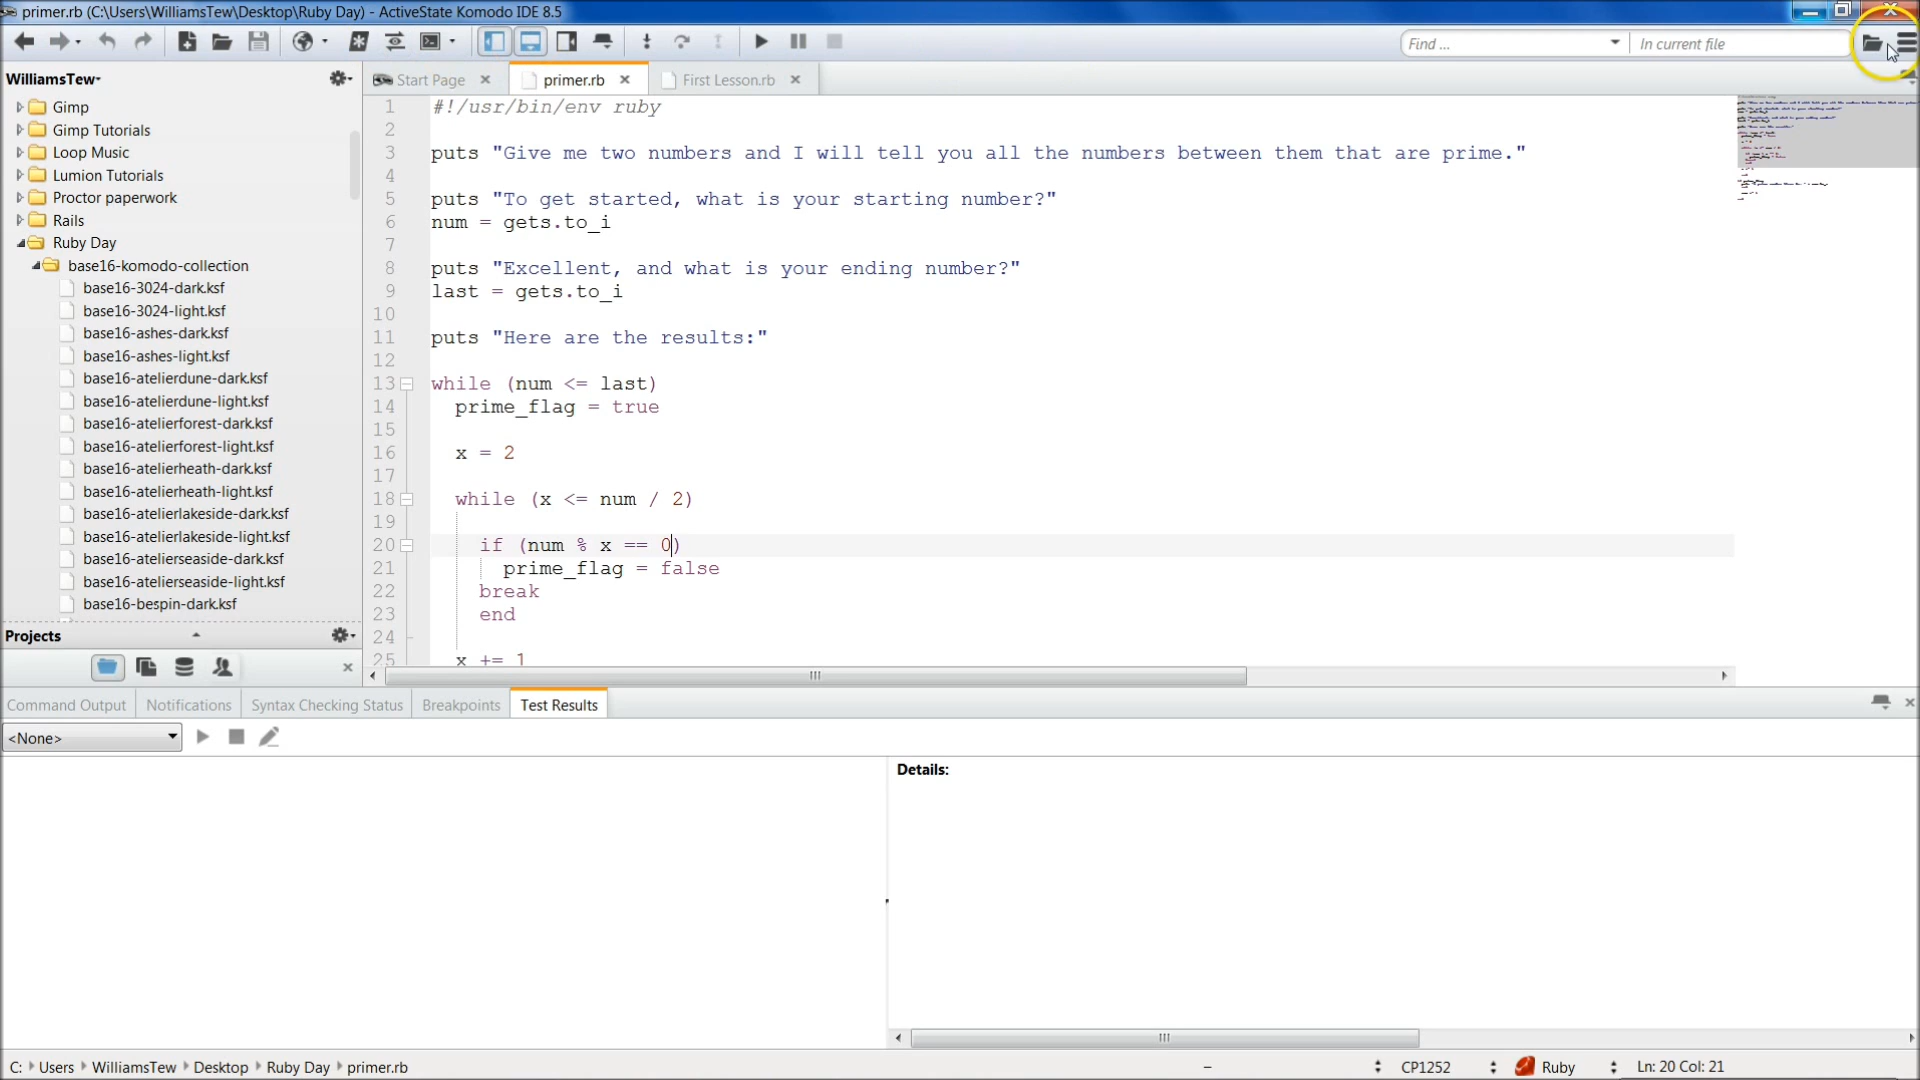 primer.rb (C:\Users\WilliamsTew\Desktop\Ruby Day) - ActiveState Komodo IDE 8.5
Find ...
In current file
WilliamsTew
Start Page
primer.rb
First Lesson.rb
Gimp
Gimp Tutorials
Loop Music
Lumion Tutorials
Proctor paperwork
Rails
Ruby Day
base16-komodo-collection
base16-3024-dark.ksf
base16-3024-light.ksf
base16-ashes-dark.ksf
base16-ashes-light.ksf
base16-atelierdune-dark.ksf
base16-atelierdune-light.ksf
base16-atelierforest-dark.ksf
base16-atelierforest-light.ksf
base16-atelierheath-dark.ksf
base16-atelierheath-light.ksf
base16-atelierlakeside-dark.ksf
base16-atelierlakeside-light.ksf
base16-atelierseaside-dark.ksf
base16-atelierseaside-light.ksf
base16-bespin-dark.ksf
Projects
1 #!/usr/bin/env ruby
2
3 puts "Give me two numbers and I will tell you all the numbers between them that are prime."
4
5 puts "To get started, what is your starting number?"
6 num = gets.to_i
7
8 puts "Excellent, and what is your ending number?"
9 last = gets.to_i
10
11 puts "Here are the results:"
12
13 while (num <= last)
14 prime_flag = true
15
16 x = 2
17
18 while (x <= num / 2)
19
20 if (num % x == 0)
21 prime_flag = false
22 break
23 end
24
25 x += 1
Command Output
Notifications
Syntax Checking Status
Breakpoints
Test Results
<None>
Details:
C: Users WilliamsTew Desktop Ruby Day primer.rb
CP1252
Ruby
Ln: 20 Col: 21